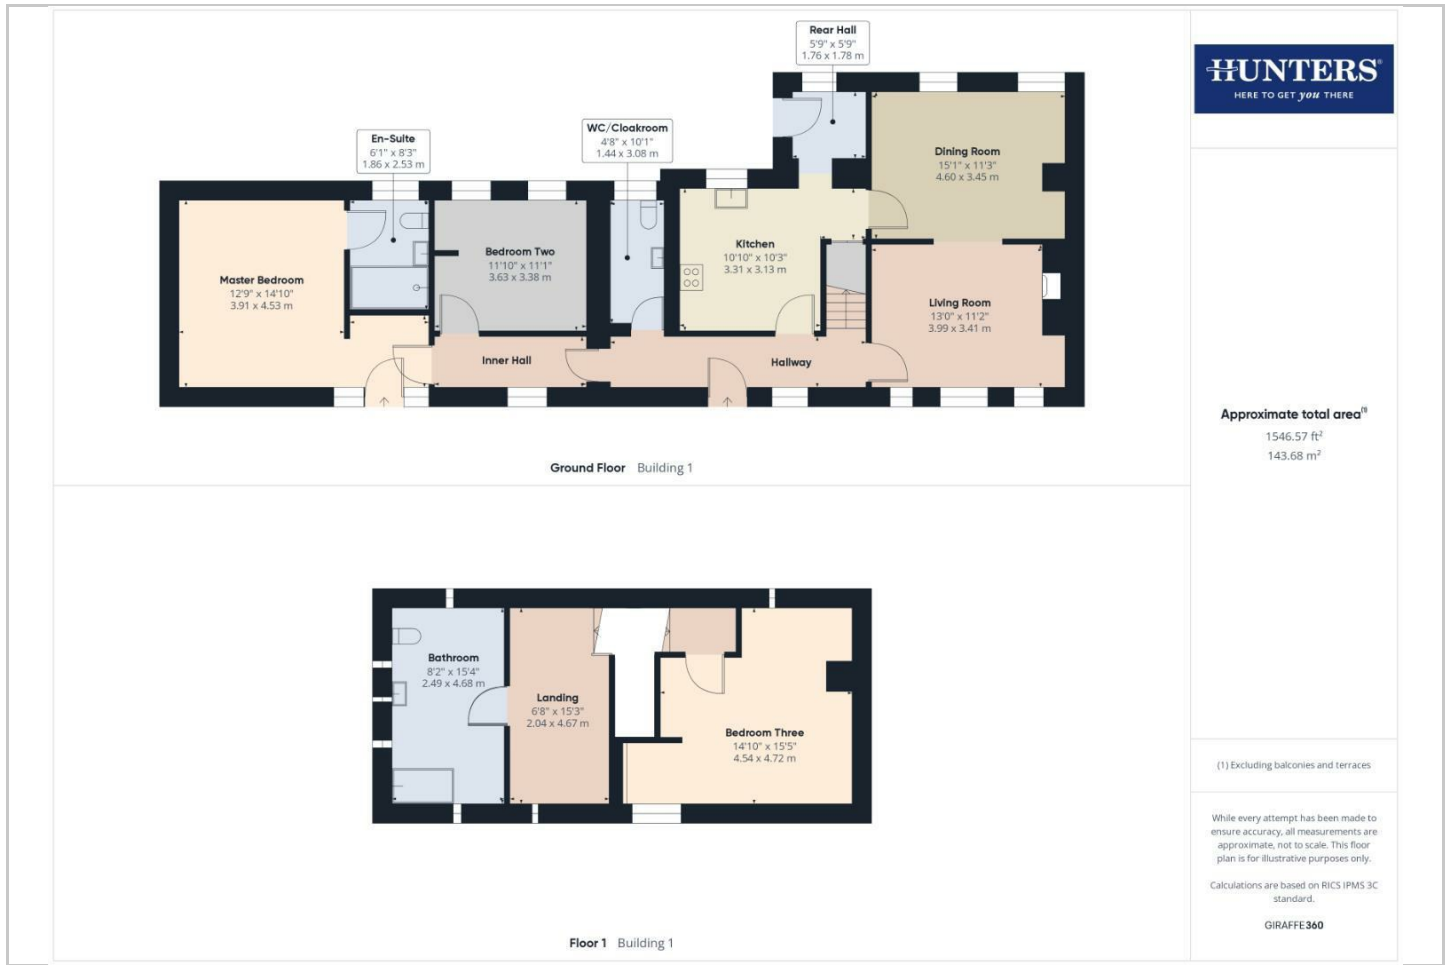 Rear Hall
5'9" x 5'9"
1.76 x 1.78 m
HUNTERS®
HERE TO GET you THERE
WC/Cloakroom
4'8" x 10'1"
1.44 x 3.08 m
En-Suite
6'1" x 8'3"
1.86 x 2.53 m
Dining Room
15'1" x 11'3"
4.60 x 3.45 m
Kitchen
10'10" x 10'3"
3.31 x 3.13 m
Bedroom Two
11'10" x 11'1"
3.63 x 3.38 m
Master Bedroom
12'9" x 14'10"
3.91 x 4.53 m
Living Room
13'0" x 11'2"
3.99 x 3.41 m
Inner Hall
Hallway
Ground Floor Building 1
Approximate total area(1)
1546.57 ft²
143.68 m²
Bathroom
8'2" x 15'4"
2.49 x 4.68 m
Landing
6'8" x 15'3"
2.04 x 4.67 m
Bedroom Three
14'10" x 15'5"
4.54 x 4.72 m
Floor 1 Building 1
(1) Excluding balconies and terraces
While every attempt has been made to
ensure accuracy, all measurements are
approximate, not to scale. This floor
plan is for illustrative purposes only.
Calculations are based on RICS IPMS 3C
standard.
GIRAFFE360